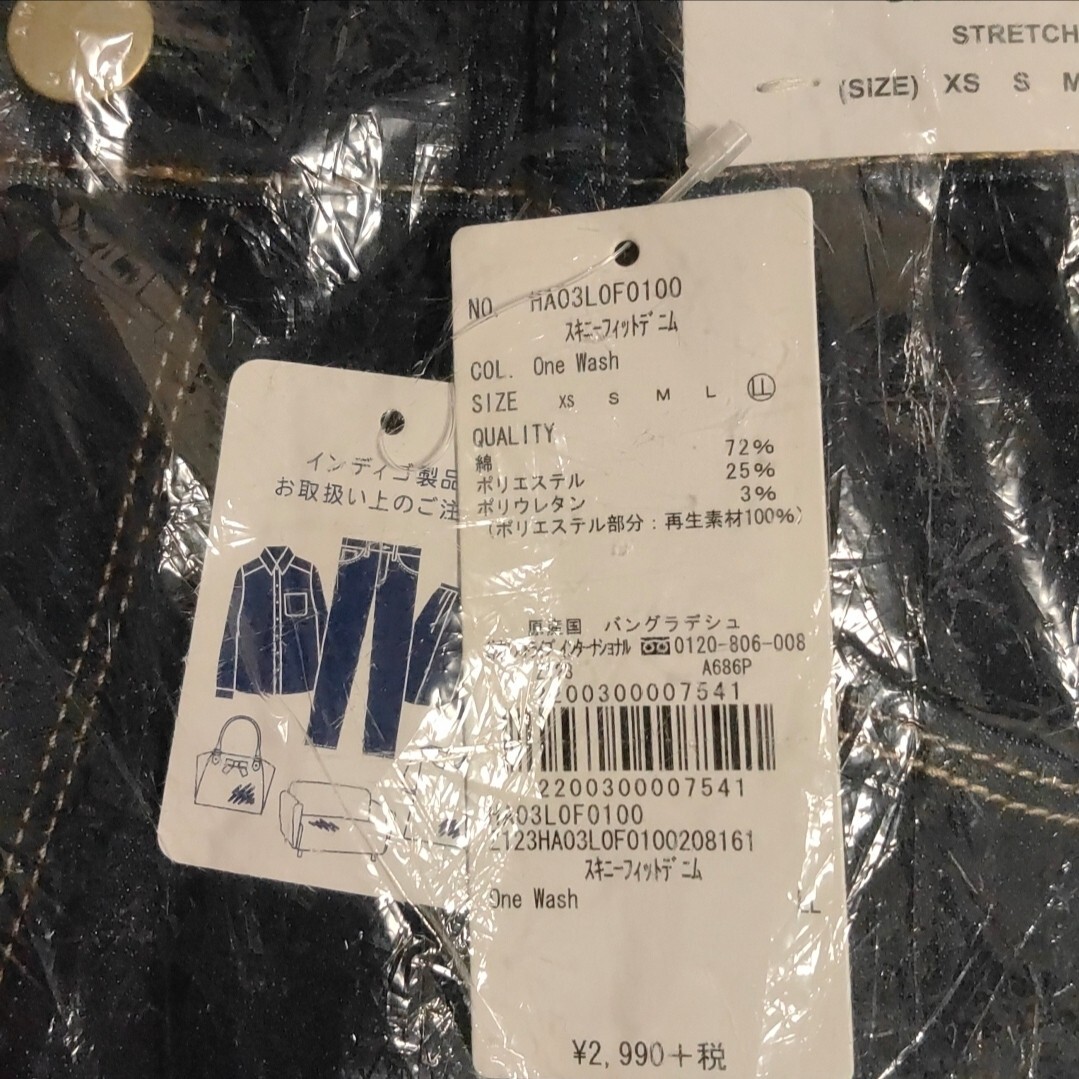 STRETCH
(SIZE) XS S M
NO. HA03L0F0100
ｽｷﾆｰﾌｨｯﾄﾃﾞﾆﾑ
COL. One Wash
SIZE XS S M L LL
QUALITY
綿 72%
ポリエステル 25%
ポリウレタン 3%
(ポリエステル部分:再生素材100%)
原産国 バングラデシュ
ｲﾝﾀｰﾅｼｮﾅﾙ 0120-806-008
A686P
2200300007541
2200300007541
HA03L0F0100
2123HA03L0F0100208161
ｽｷﾆｰﾌｨｯﾄﾃﾞﾆﾑ
One Wash LL
¥2,990+税
インディゴ製品
お取扱い上のご注